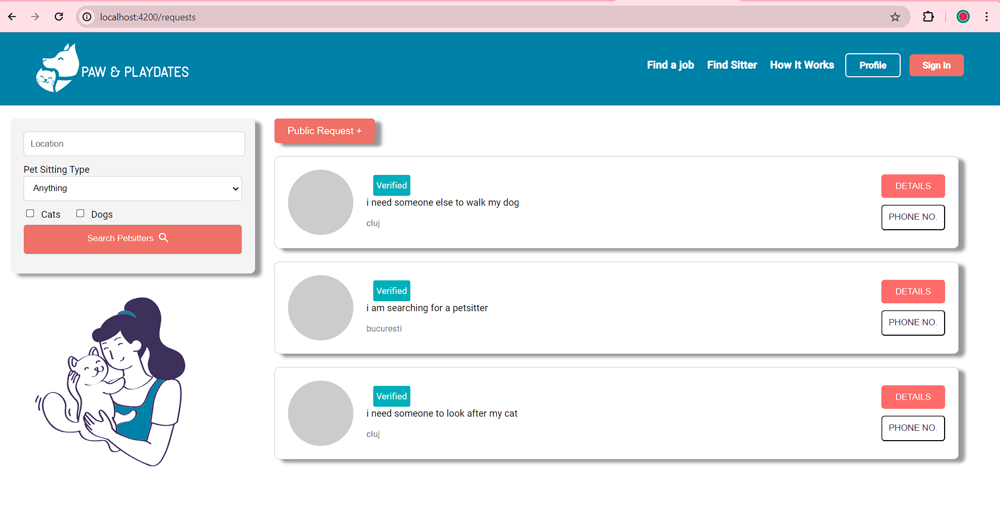 localhost:4200/requests
PAW & PLAYDATES
Find a job Find Sitter How It Works Profile Sign In
Location
Pet Sitting Type
Anything
Cats Dogs
Search Petsitters
Public Request +
Verified
i need someone else to walk my dog
cluj
DETAILS
PHONE NO.
Verified
i am searching for a petsitter
bucuresti
DETAILS
PHONE NO.
Verified
i need someone to look after my cat
cluj
DETAILS
PHONE NO.